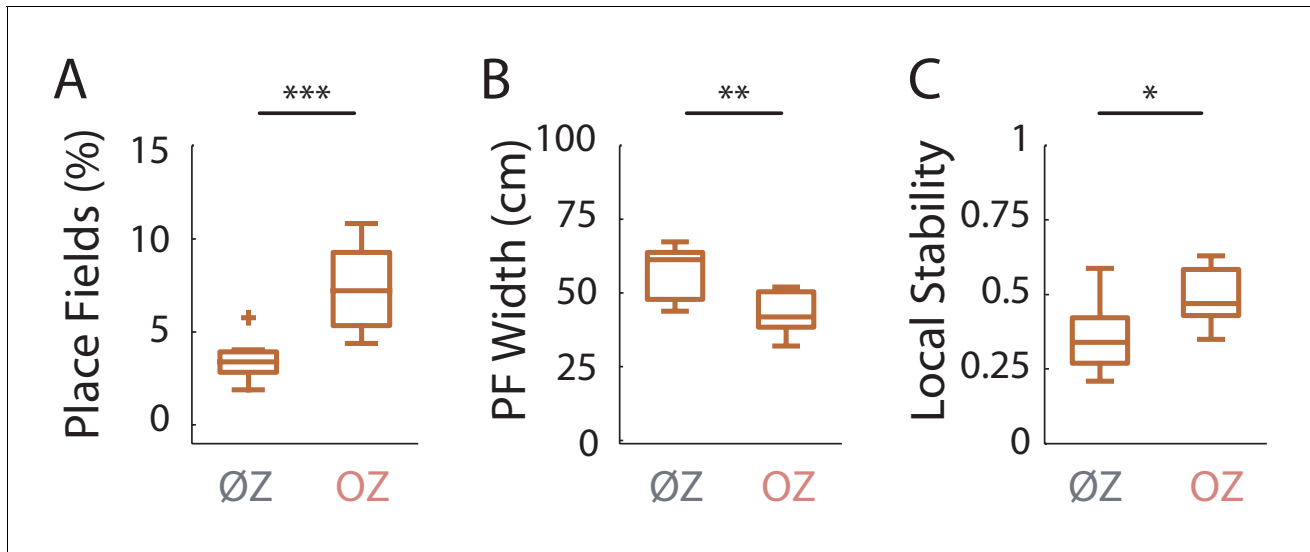 A
***
Place Fields (%)
15
10
5
0
ØZ
OZ
B
**
PF Width (cm)
100
75
50
25
0
ØZ
OZ
C
*
Local Stability
1
0.75
0.5
0.25
0
ØZ
OZ